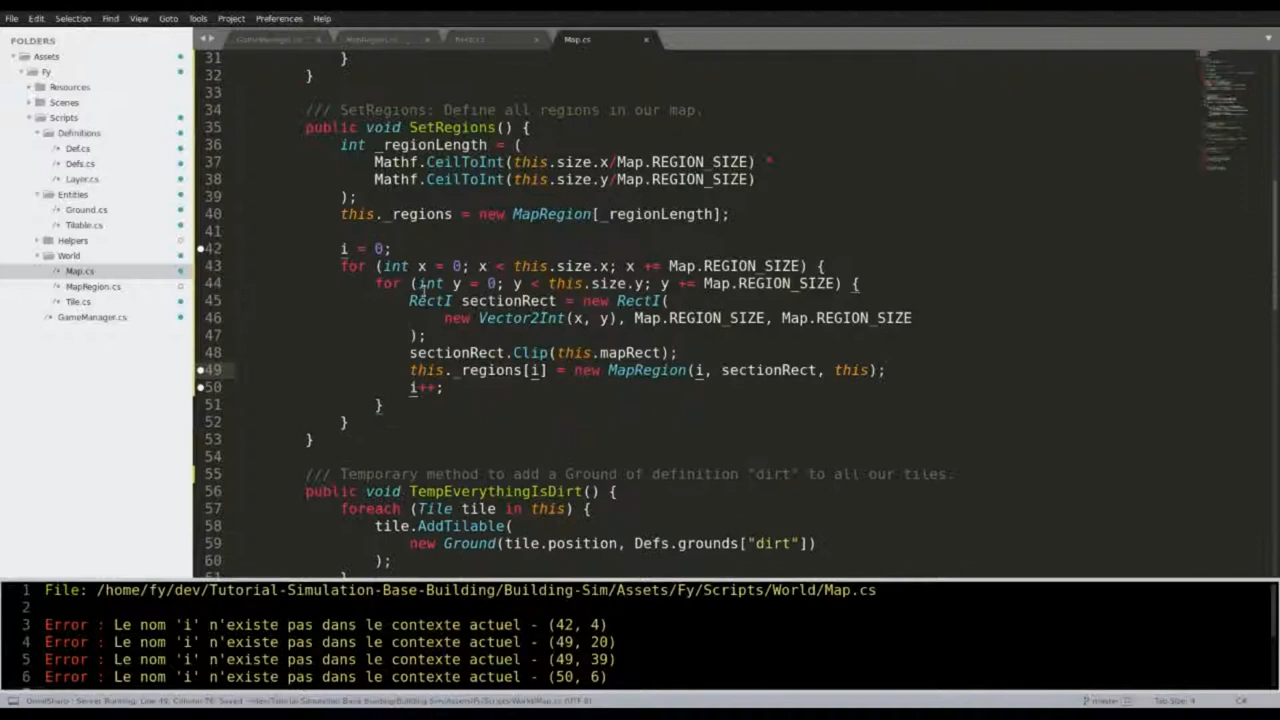 File Edit Selection Find View Goto Tools Project Preferences Help
FOLDERS
Assets
Fy
Resources
Scenes
Scripts
Definitions
/* Def.cs
/* Defs.cs
/* Layer.cs
Entities
/* Ground.cs
/* Tilable.cs
Helpers
World
/* Map.cs
/* MapRegion.cs
/* Tile.cs
/* GameManager.cs
Map.cs ×
31 }
32 }
33
34 /// SetRegions: Define all regions in our map.
35 public void SetRegions() {
36 int _regionLength = (
37 Mathf.CeilToInt(this.size.x/Map.REGION_SIZE) *
38 Mathf.CeilToInt(this.size.y/Map.REGION_SIZE)
39 );
40 this._regions = new MapRegion[_regionLength];
41
42 i = 0;
43 for (int x = 0; x < this.size.x; x += Map.REGION_SIZE) {
44 for (int y = 0; y < this.size.y; y += Map.REGION_SIZE) {
45 RectI sectionRect = new RectI(
46 new Vector2Int(x, y), Map.REGION_SIZE, Map.REGION_SIZE
47 );
48 sectionRect.Clip(this.mapRect);
49 this._regions[i] = new MapRegion(i, sectionRect, this);
50 i++;
51 }
52 }
53 }
54
55 /// Temporary method to add a Ground of definition "dirt" to all our tiles.
56 public void TempEverythingIsDirt() {
57 foreach (Tile tile in this) {
58 tile.AddTilable(
59 new Ground(tile.position, Defs.grounds["dirt"])
60 );
1 File: /home/fy/dev/Tutorial-Simulation-Base-Building/Building-Sim/Assets/Fy/Scripts/World/Map.cs
2
3 Error : Le nom 'i' n'existe pas dans le contexte actuel - (42, 4)
4 Error : Le nom 'i' n'existe pas dans le contexte actuel - (49, 20)
5 Error : Le nom 'i' n'existe pas dans le contexte actuel - (49, 39)
6 Error : Le nom 'i' n'existe pas dans le contexte actuel - (50, 6)
master
Tab Size: 4
C#